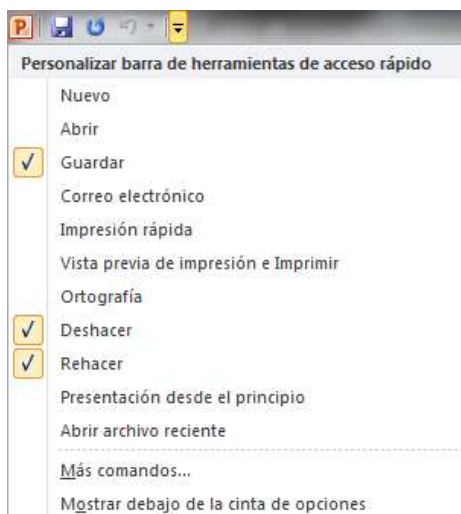 P
Personalizar barra de herramientas de acceso rápido
Nuevo
Abrir
Guardar
Correo electrónico
Impresión rápida
Vista previa de impresión e Imprimir
Ortografía
Deshacer
Rehacer
Presentación desde el principio
Abrir archivo reciente
Más comandos...
Mostrar debajo de la cinta de opciones